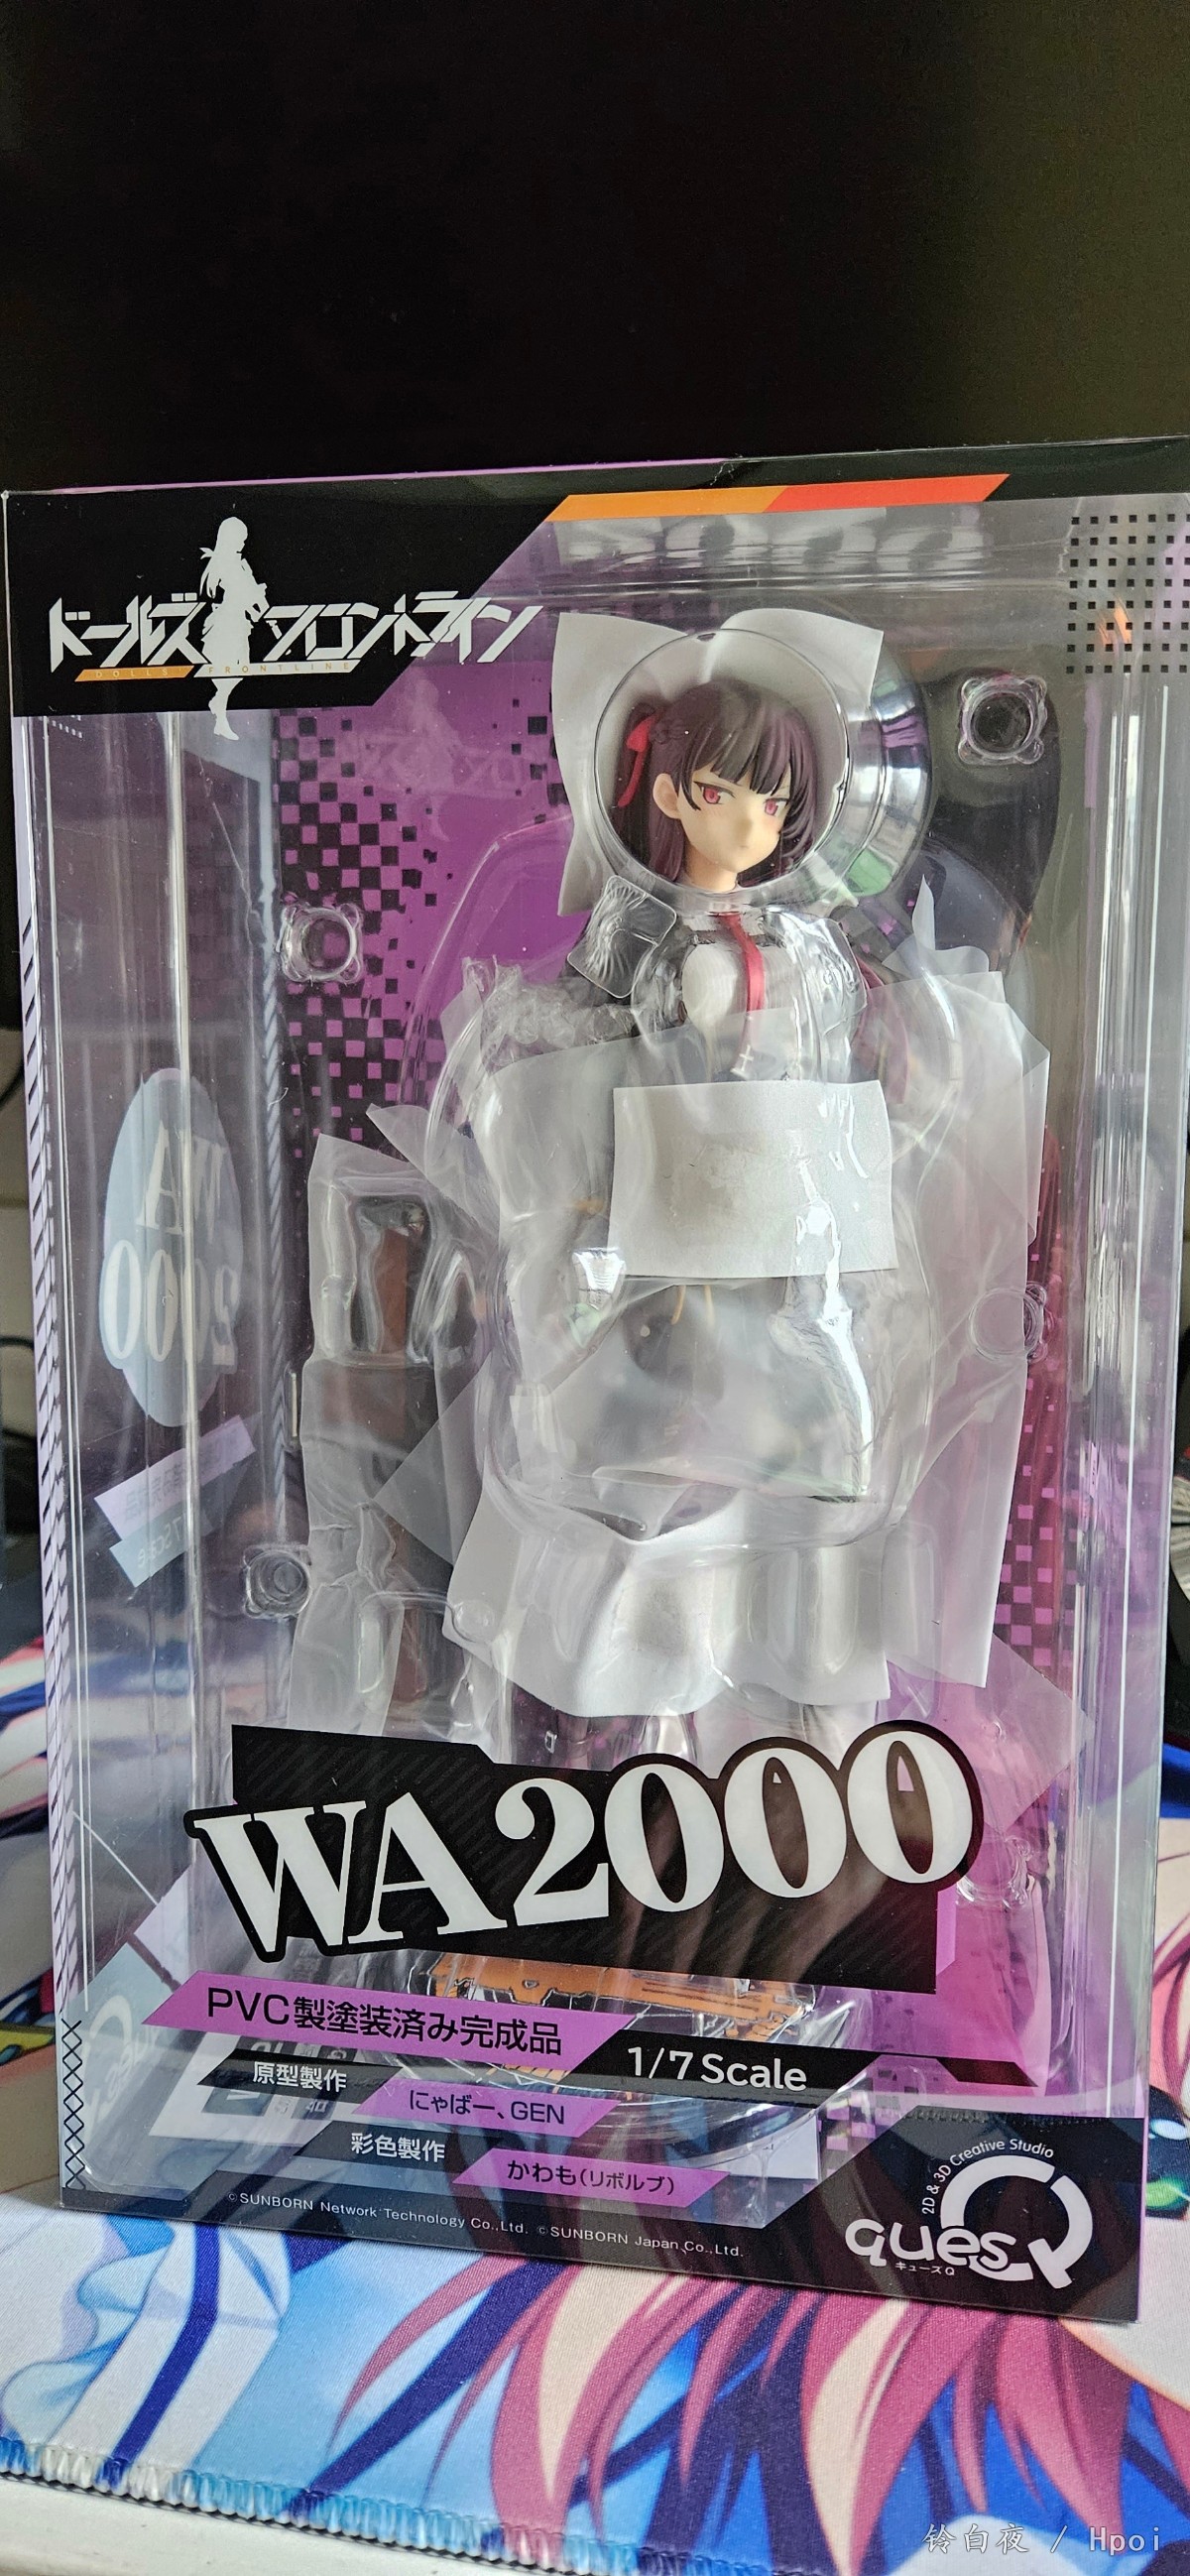 ドールズフロントライン
DOLLS' FRONTLINE
WA
2000
WA2000
PVC製塗装済み完成品
1/7 Scale
原型製作
にゃばー、GEN
彩色製作
かわも(リボルブ)
©SUNBORN Network Technology Co.,Ltd. ©SUNBORN Japan Co.,Ltd.
2D & 3D Creative Studio
quesQ
キューズQ
铃白夜 / Hpoi